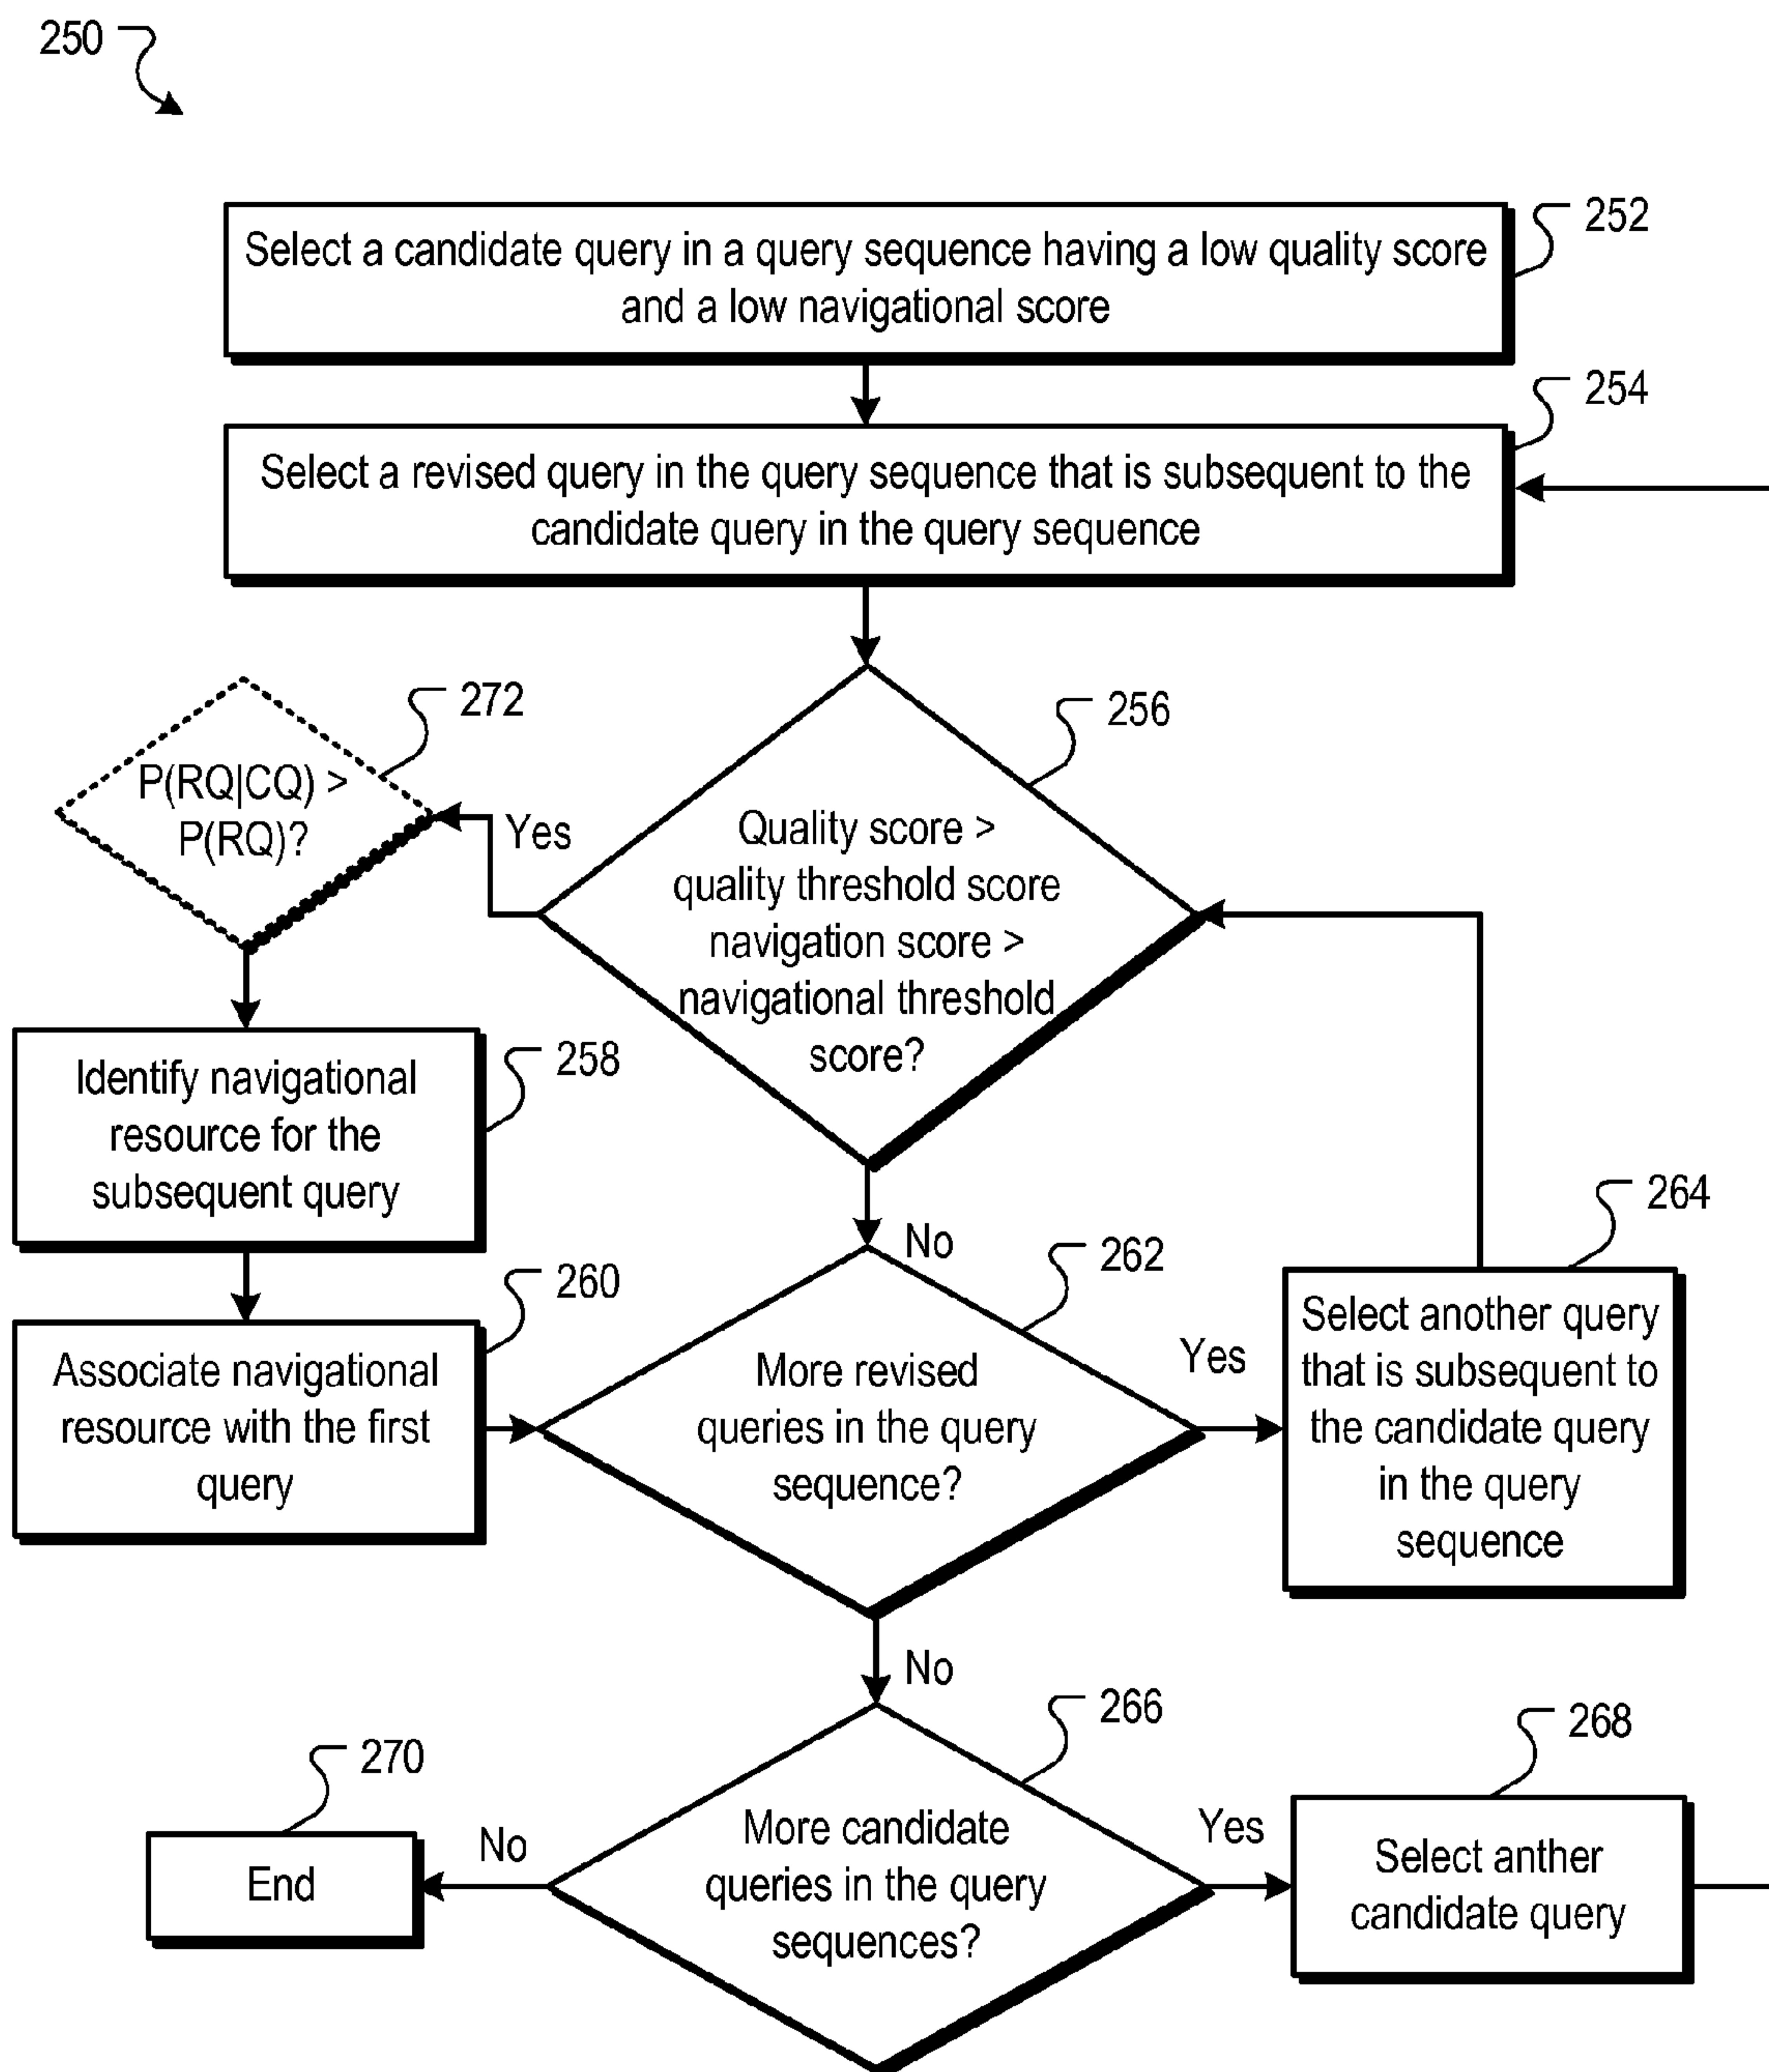 250
252
Select a candidate query in a query sequence having a low quality score
and a low navigational score
254
Select a revised query in the query sequence that is subsequent to the
candidate query in the query sequence
272
P(RQ|CQ) >
P(RQ)?
Yes
256
Quality score >
quality threshold score
navigation score >
navigational threshold
score?
258
Identify navigational
resource for the
subsequent query
No
260
Associate navigational
resource with the first
query
262
More revised
queries in the query
sequence?
Yes
264
Select another query
that is subsequent to
the candidate query
in the query
sequence
No
270
End
No
266
More candidate
queries in the query
sequences?
Yes
268
Select anther
candidate query